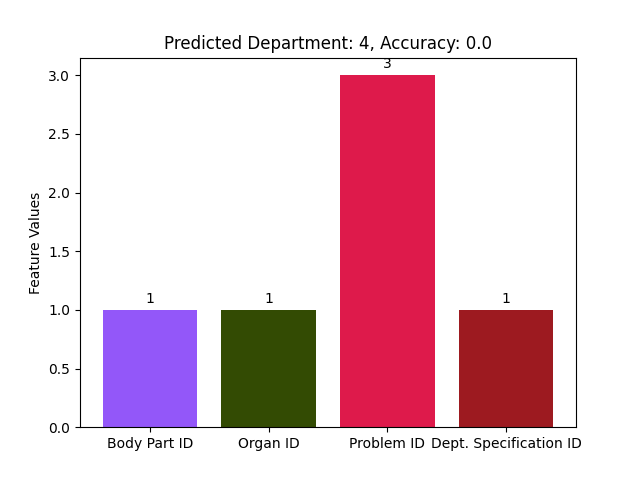 Predicted Department: 4, Accuracy: 0.0
Feature Values
3.0
2.5
2.0
1.5
1.0
0.5
0.0
1
1
3
1
Body Part ID
Organ ID
Problem ID
Dept. Specification ID